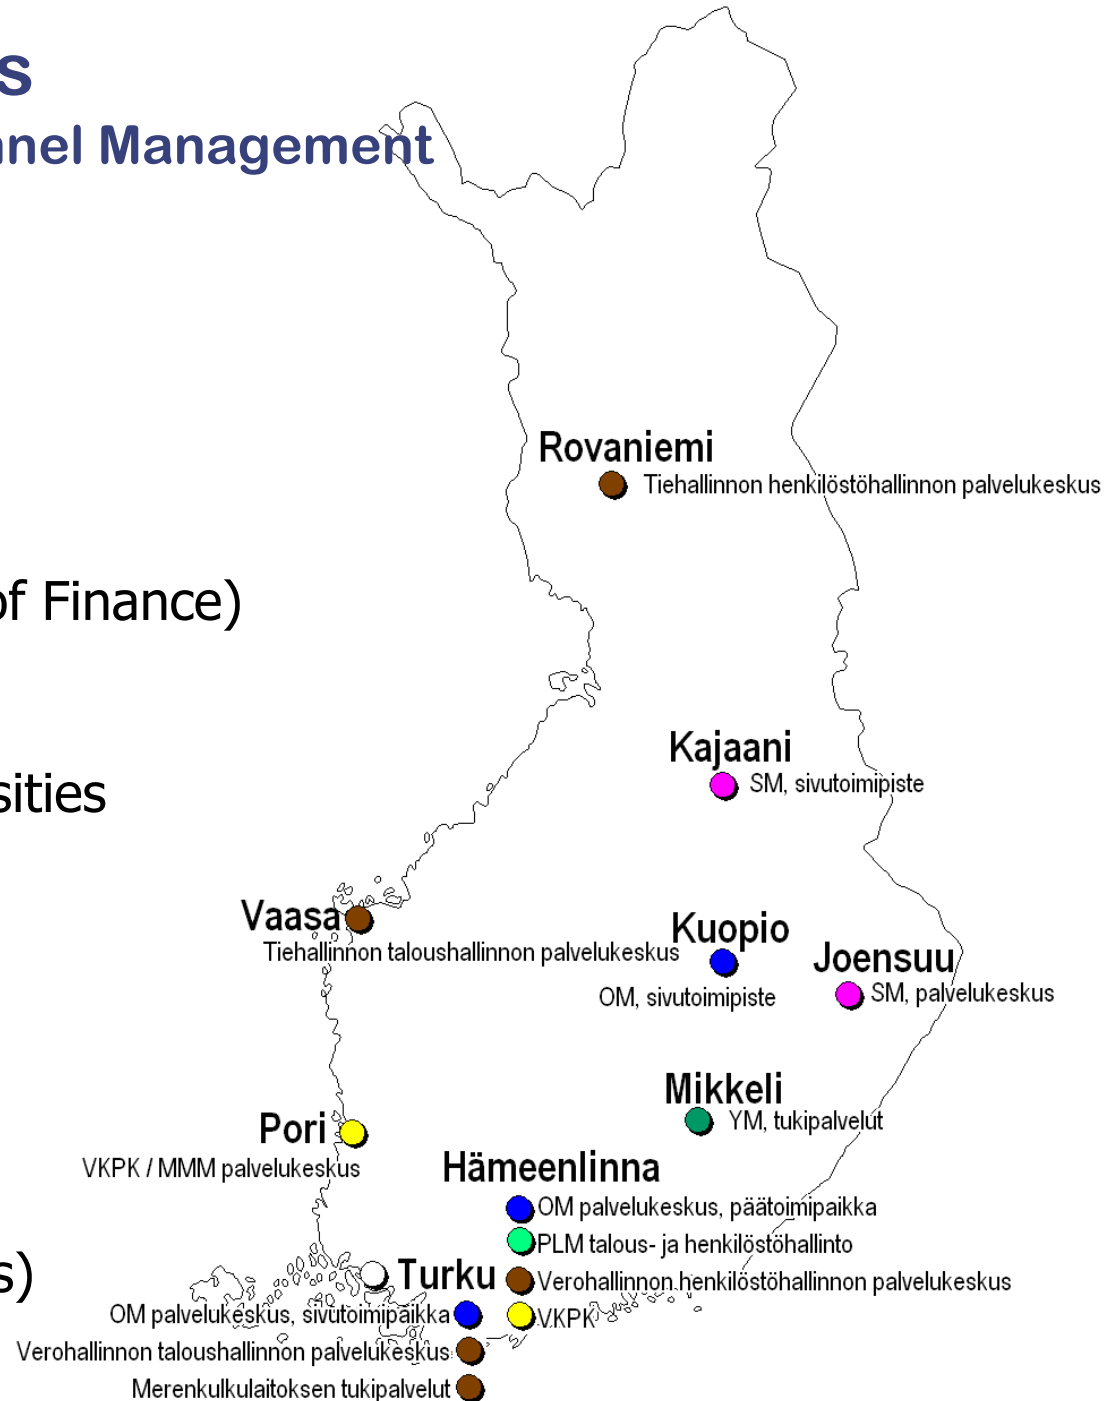 s
nnel Management
Rovaniemi
Tiehallinnon henkilöstöhallinnon palvelukeskus
of Finance)
Kajaani
SM, sivutoimipiste
sities
Vaasa
Tiehallinnon taloushallinnon palvelukeskus
Kuopio
OM, sivutoimipiste
Joensuu
SM, palvelukeskus
Mikkeli
YM, tukipalvelut
Pori
VKPK / MMM palvelukeskus
Hämeenlinna
OM palvelukeskus, päätoimipaikka
PLM talous- ja henkilöstöhallinto
Verohallinnon henkilöstöhallinnon palvelukeskus
VKPK
s)
Turku
OM palvelukeskus, sivutoimipaikka
Verohallinnon taloushallinnon palvelukeskus
Merenkulkulaitoksen tukipalvelut